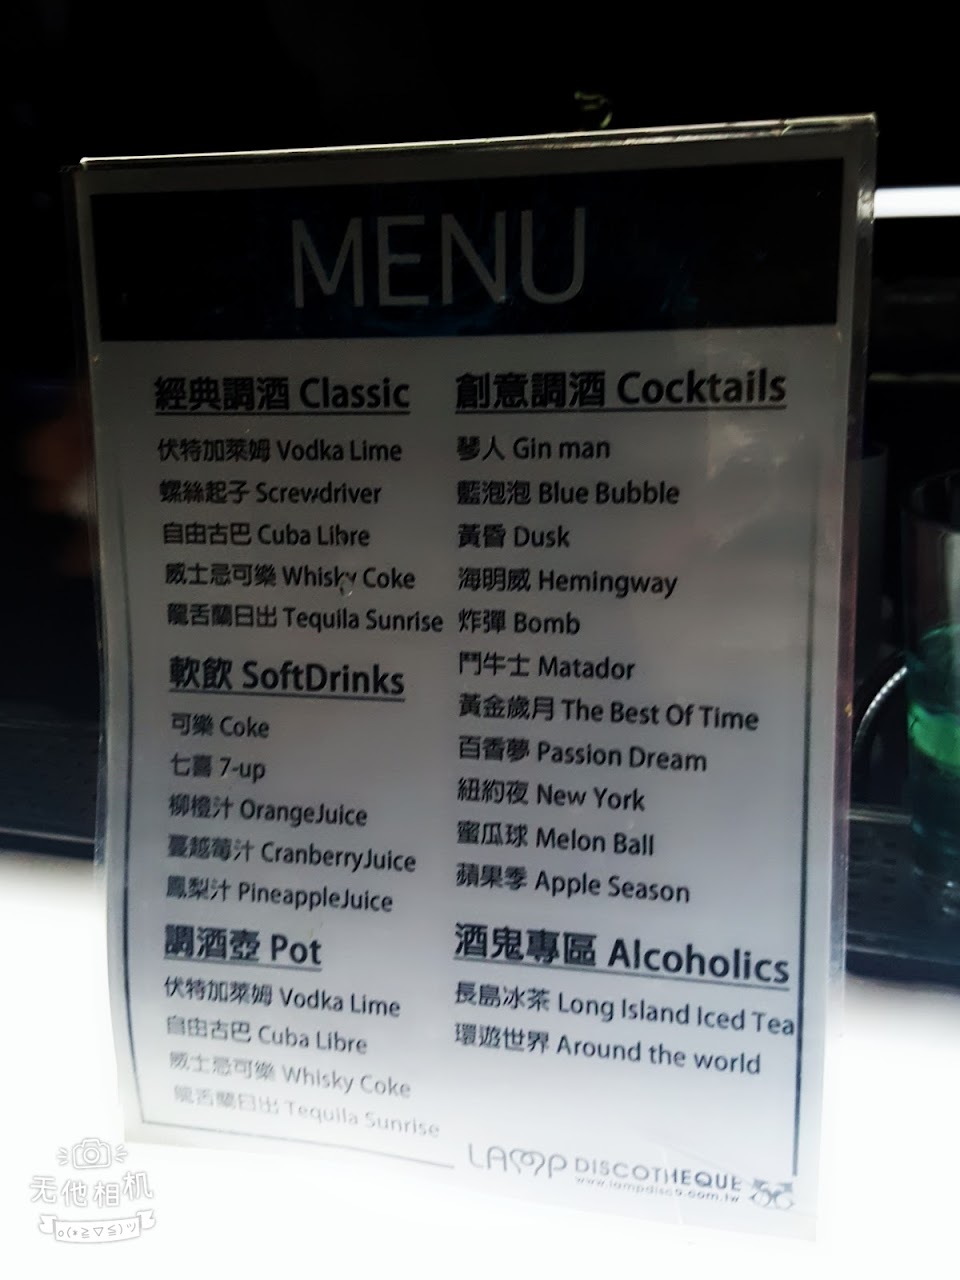 MENU
經典調酒 Classic
伏特加萊姆 Vodka Lime
螺絲起子 Screwdriver
自由古巴 Cuba Libre
威士忌可樂 Whisky Coke
龍舌蘭日出 Tequila Sunrise
軟飲 SoftDrinks
可樂 Coke
七喜 7-up
柳橙汁 OrangeJuice
蔓越莓汁 CranberryJuice
鳳梨汁 PineappleJuice
調酒壺 Pot
伏特加萊姆 Vodka Lime
自由古巴 Cuba Libre
威士忌可樂 Whisky Coke
龍舌蘭日出 Tequila Sunrise
創意調酒 Cocktails
琴人 Gin man
藍泡泡 Blue Bubble
黃昏 Dusk
海明威 Hemingway
炸彈 Bomb
鬥牛士 Matador
黃金歲月 The Best Of Time
百香夢 Passion Dream
紐約夜 New York
蜜瓜球 Melon Ball
蘋果季 Apple Season
酒鬼專區 Alcoholics
長島冰茶 Long Island Iced Tea
環遊世界 Around the world
LAMP DISCOTHEQUE
www.lampdisco.com.tw
无他相机
o(*≧▽≦)ツ